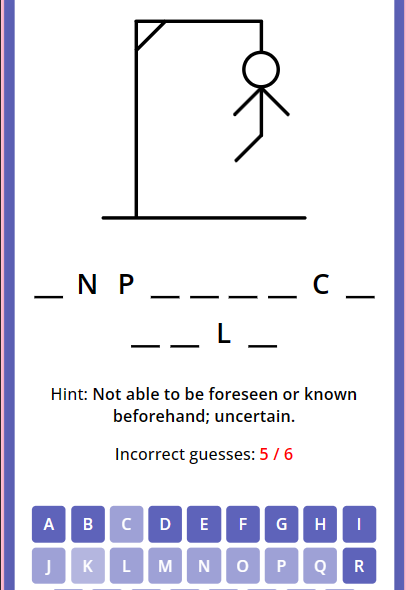 __ N P __ __ __ __ C __
__ __ L __
Hint: Not able to be foreseen or known
beforehand; uncertain.
Incorrect guesses: 5 / 6
A B C D E F G H I
J K L M N O P Q R